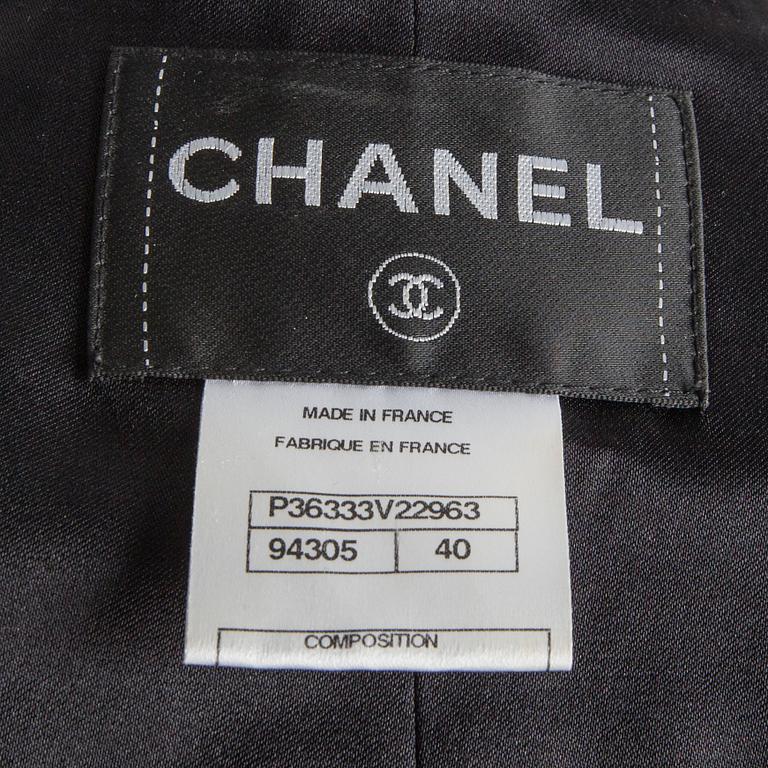 CHANEL
MADE IN FRANCE
FABRIQUE EN FRANCE
P36333V22963
94305 40
COMPOSITION